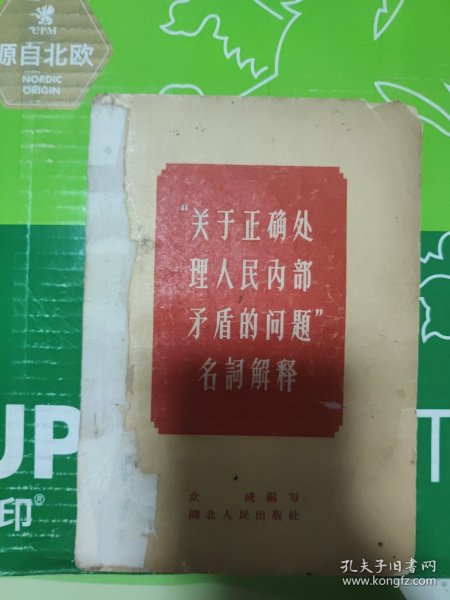 UPM
源自北欧
NORDIC
ORIGIN
“关于正确处
理人民内部
矛盾的问题”
名詞解释
众成編写
湖北人民出版社
UP
T
印®
孔夫子旧书网
www.kongfz.com